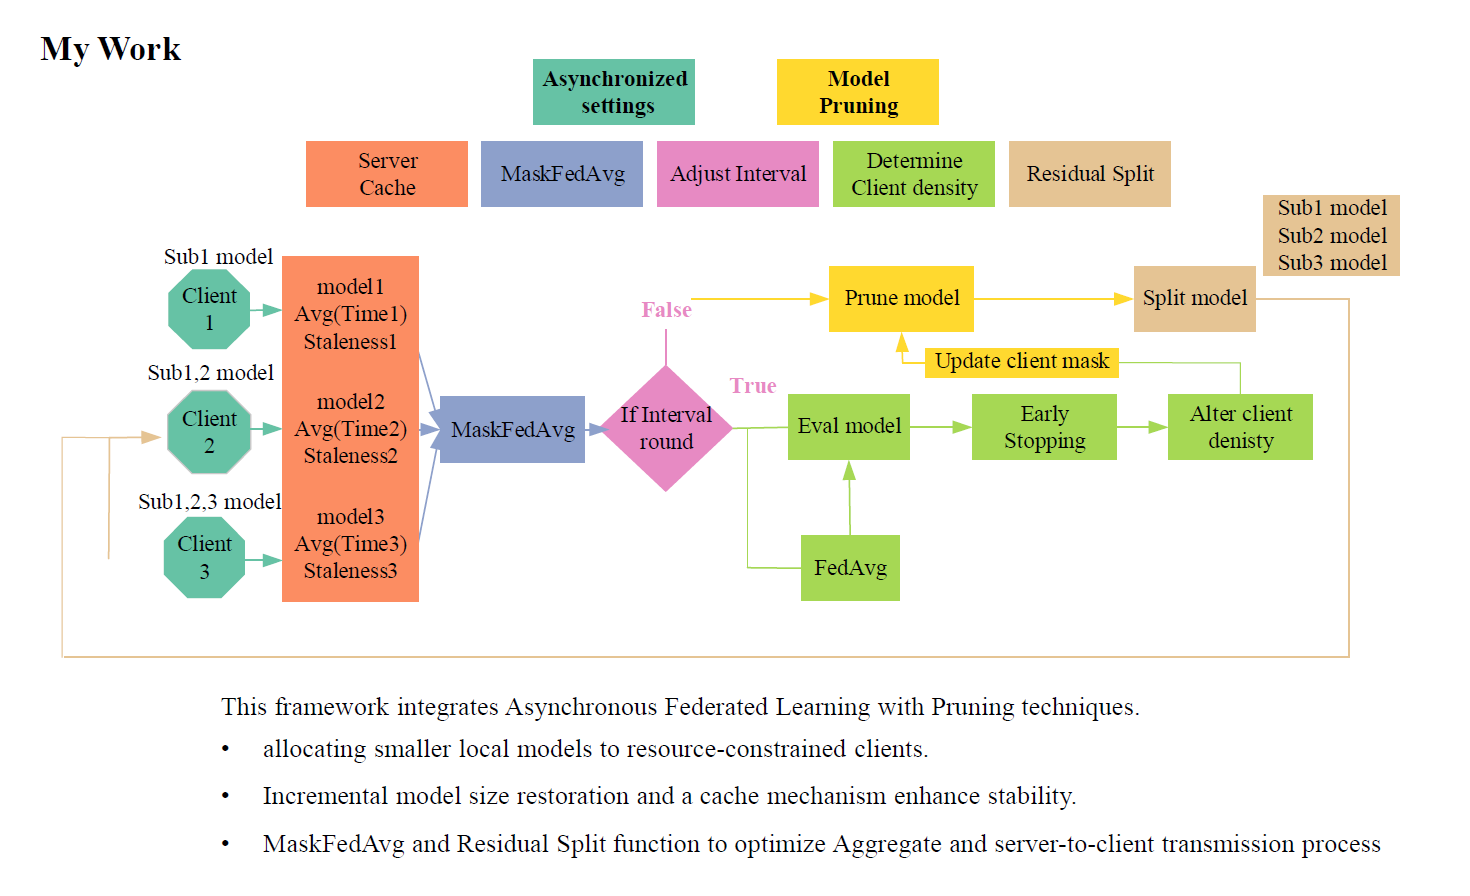 My Work
Asynchronized
settings
Model
Pruning
Server
Cache
MaskFedAvg
Adjust Interval
Determine
Client density
Residual Split
Sub1 model
Sub2 model
Sub3 model
Sub1 model
Client
1
model1
Avg(Time1)
Staleness1
False
Prune model
Split model
Sub1,2 model
Client
2
model2
Avg(Time2)
Staleness2
MaskFedAvg
If Interval
round
True
Update client mask
Eval model
Early
Stopping
Alter client
denisty
Sub1,2,3 model
Client
3
model3
Avg(Time3)
Staleness3
FedAvg
This framework integrates Asynchronous Federated Learning with Pruning techniques.
• allocating smaller local models to resource-constrained clients.
• Incremental model size restoration and a cache mechanism enhance stability.
• MaskFedAvg and Residual Split function to optimize Aggregate and server-to-client transmission process